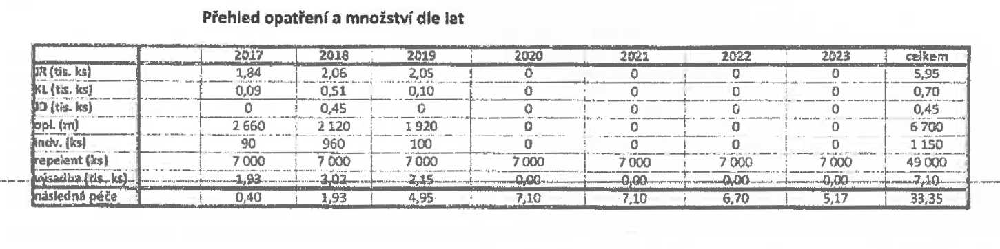 Přehled opatření a množství dle let
2017 2018 2019 2020 2021 2022 2023 celkem
JR (tis. ks) 1,84 2,06 2,05 0 0 0 0 5,95
KL (tis. ks) 0,09 0,51 0,10 0 0 0 0 0,70
JD (tis. ks) 0 0,45 0 0 0 0 0 0,45
opl. (m) 2 660 2 120 1 920 0 0 0 0 6 700
indv. (ks) 90 960 100 0 0 0 0 1 150
repelent (ks) 7 000 7 000 7 000 7 000 7 000 7 000 7 000 49 000
výsadba (tis. ks) 1,93 3,02 2,15 0,00 0,00 0,00 0,00 7,10
následná péče 0,40 1,93 4,95 7,10 7,10 6,70 5,17 33,35